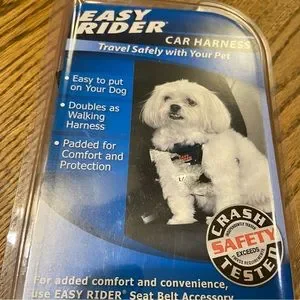 EASY
RIDER®
CAR HARNESS
Travel Safely with Your Pet
• Easy to put
on Your Dog
• Doubles as
Walking
Harness
• Padded for
Comfort and
Protection
CRASH
SAFETY
EXCEEDS
TESTED
For added comfort and convenience,
use EASY RIDER® Seat Belt Accessory